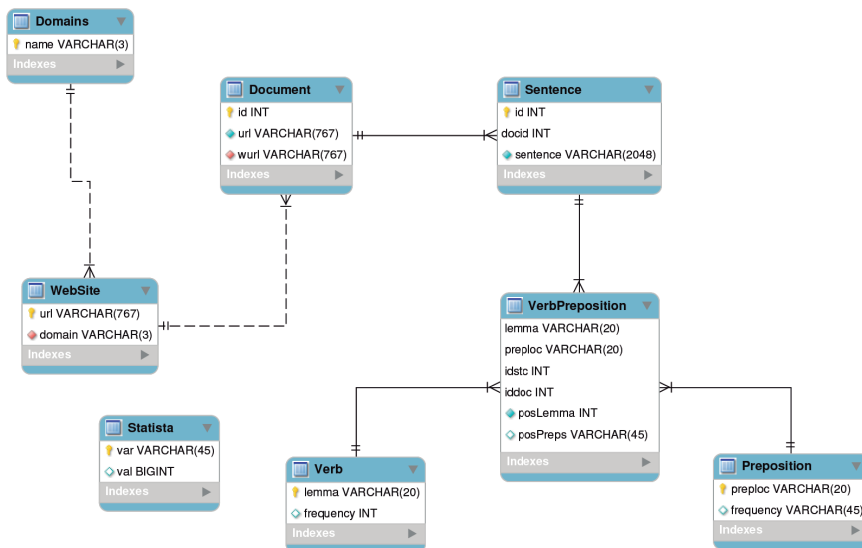 Domains
name VARCHAR(3)
Indexes
Document
id INT
url VARCHAR(767)
wurl VARCHAR(767)
Indexes
Sentence
id INT
docid INT
sentence VARCHAR(2048)
Indexes
WebSite
url VARCHAR(767)
domain VARCHAR(3)
Indexes
VerbPreposition
lemma VARCHAR(20)
preploc VARCHAR(20)
idstc INT
iddoc INT
posLemma INT
posPreps VARCHAR(45)
Indexes
Statista
var VARCHAR(45)
val BIGINT
Indexes
Verb
lemma VARCHAR(20)
frequency INT
Indexes
Preposition
preploc VARCHAR(20)
frequency VARCHAR(45)
Indexes